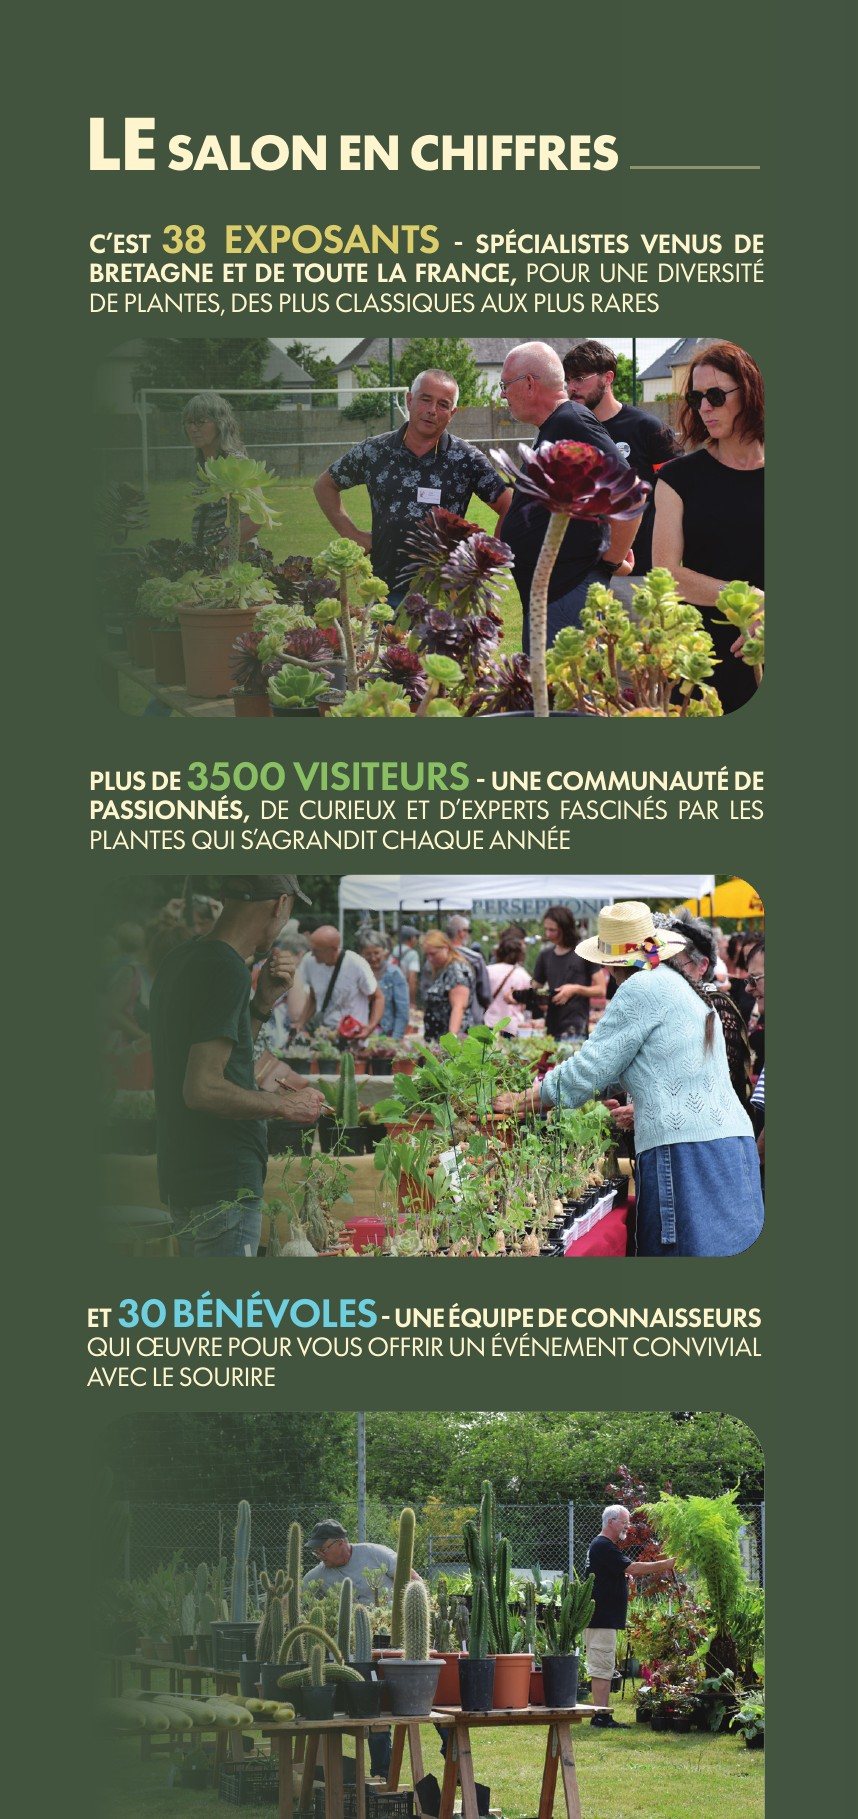 LE SALON EN CHIFFRES
C'EST 38 EXPOSANTS - SPÉCIALISTES VENUS DE
BRETAGNE ET DE TOUTE LA FRANCE, POUR UNE DIVERSITÉ
DE PLANTES, DES PLUS CLASSIQUES AUX PLUS RARES
PLUS DE 3500 VISITEURS - UNE COMMUNAUTÉ DE
PASSIONNÉS, DE CURIEUX ET D'EXPERTS FASCINÉS PAR LES
PLANTES QUI S'AGRANDIT CHAQUE ANNÉE
PERSEPHONE
ET 30 BÉNÉVOLES - UNE ÉQUIPE DE CONNAISSEURS
QUI ŒUVRE POUR VOUS OFFRIR UN ÉVÉNEMENT CONVIVIAL
AVEC LE SOURIRE